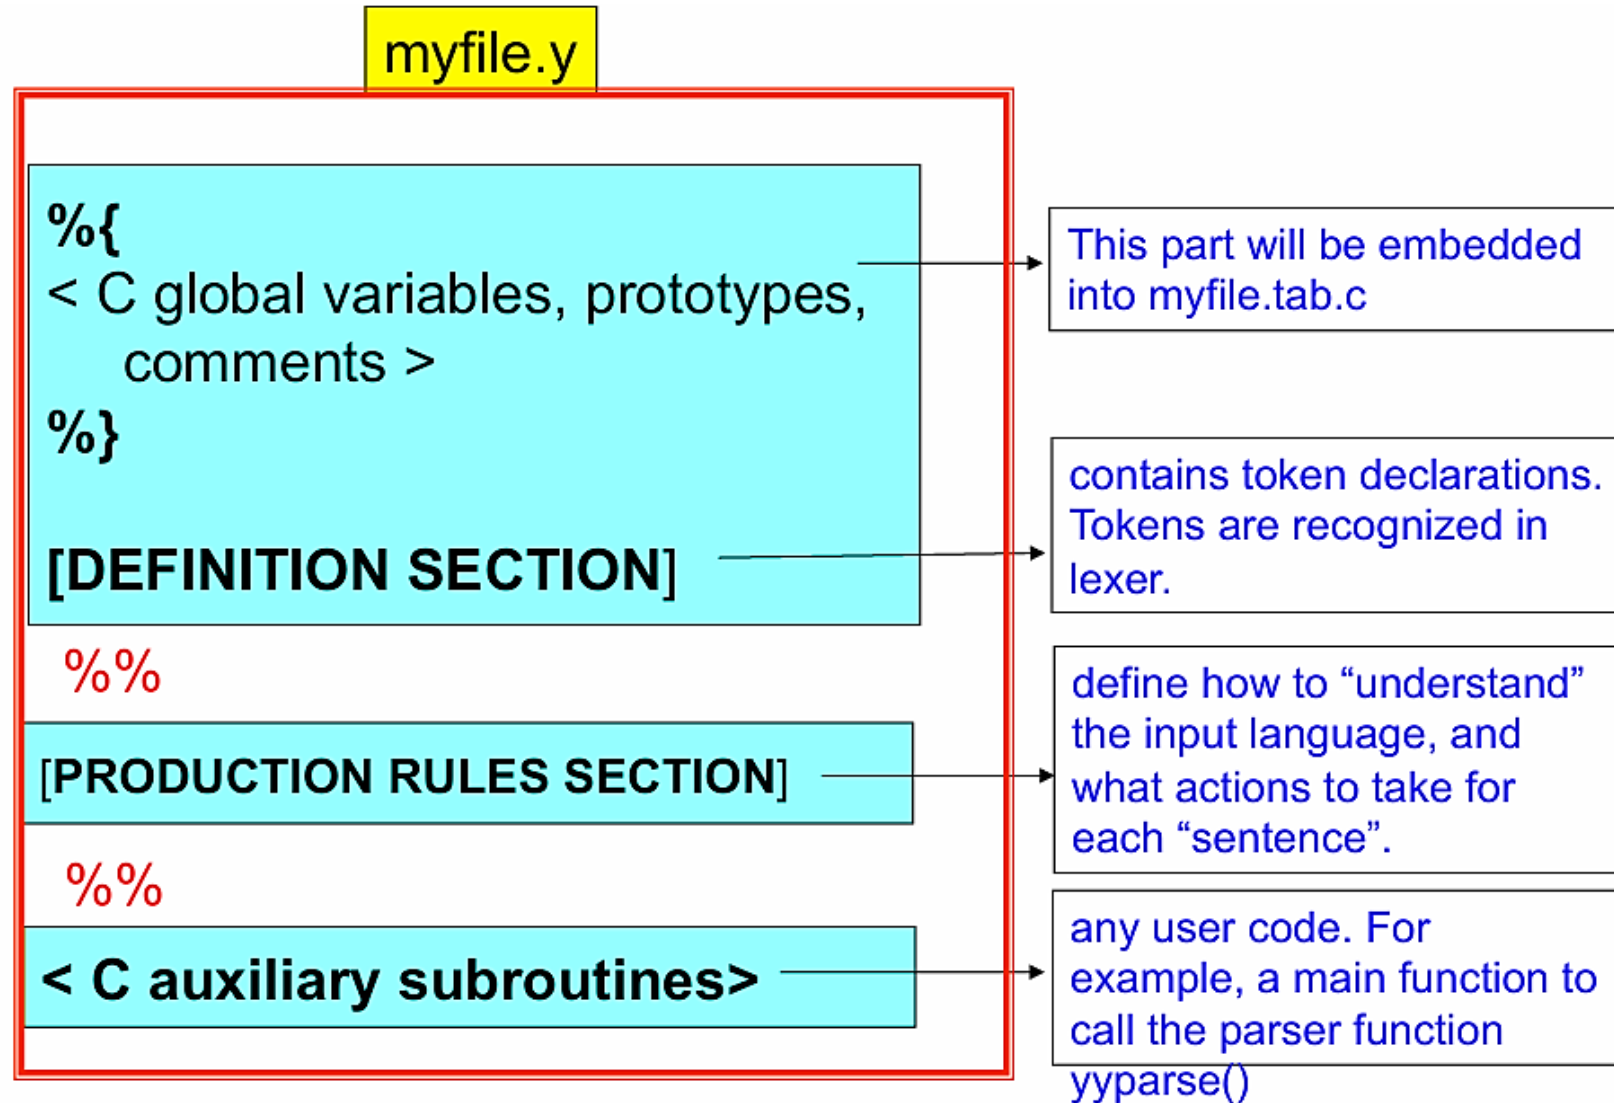 myfile.y
%{
< C global variables, prototypes,
comments >
%}
[DEFINITION SECTION]
%%
[PRODUCTION RULES SECTION]
%%
< C auxiliary subroutines>
This part will be embedded
into myfile.tab.c
contains token declarations.
Tokens are recognized in
lexer.
define how to “understand”
the input language, and
what actions to take for
each “sentence”.
any user code. For
example, a main function to
call the parser function
yyparse()